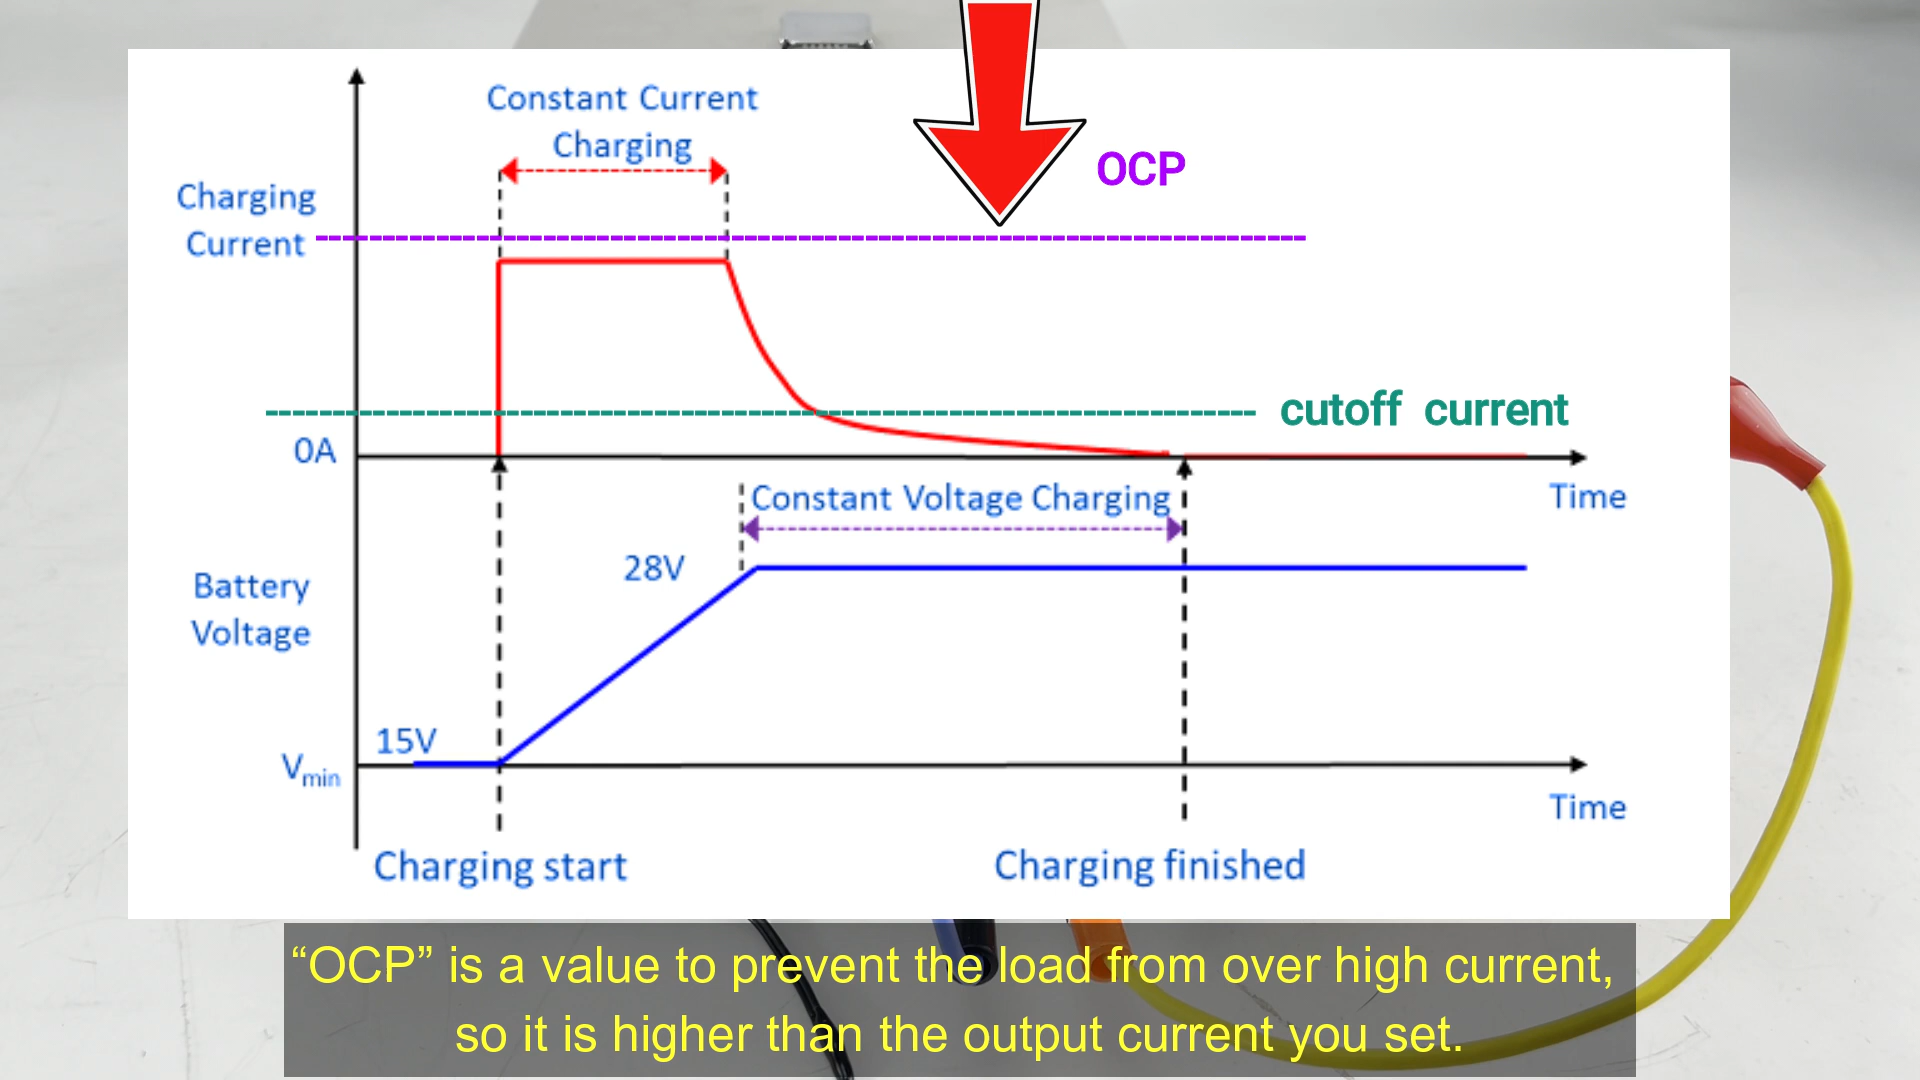 Constant Current
Charging
OCP
Charging
Current
cutoff current
0A
Time
Constant Voltage Charging
28V
Battery
Voltage
15V
Vmin
Time
Charging start
Charging finished
“OCP” is a value to prevent the load from over high current,
so it is higher than the output current you set.